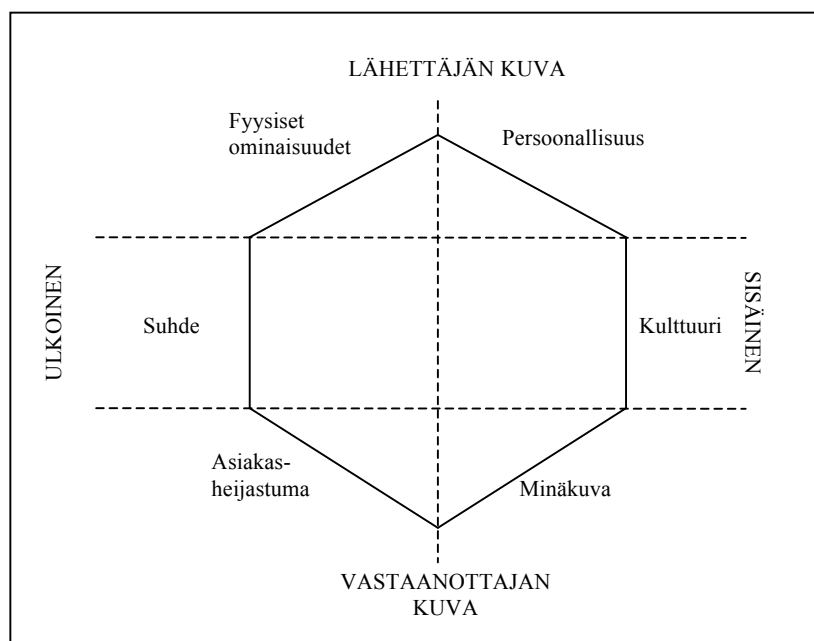 LÄHETTÄJÄN KUVA
Fyysiset
ominaisuudet
Persoonallisuus
ULKOINEN
Suhde
Kulttuuri
SISÄINEN
Asiakas-
heijastuma
Minäkuva
VASTAANOTTAJAN
KUVA